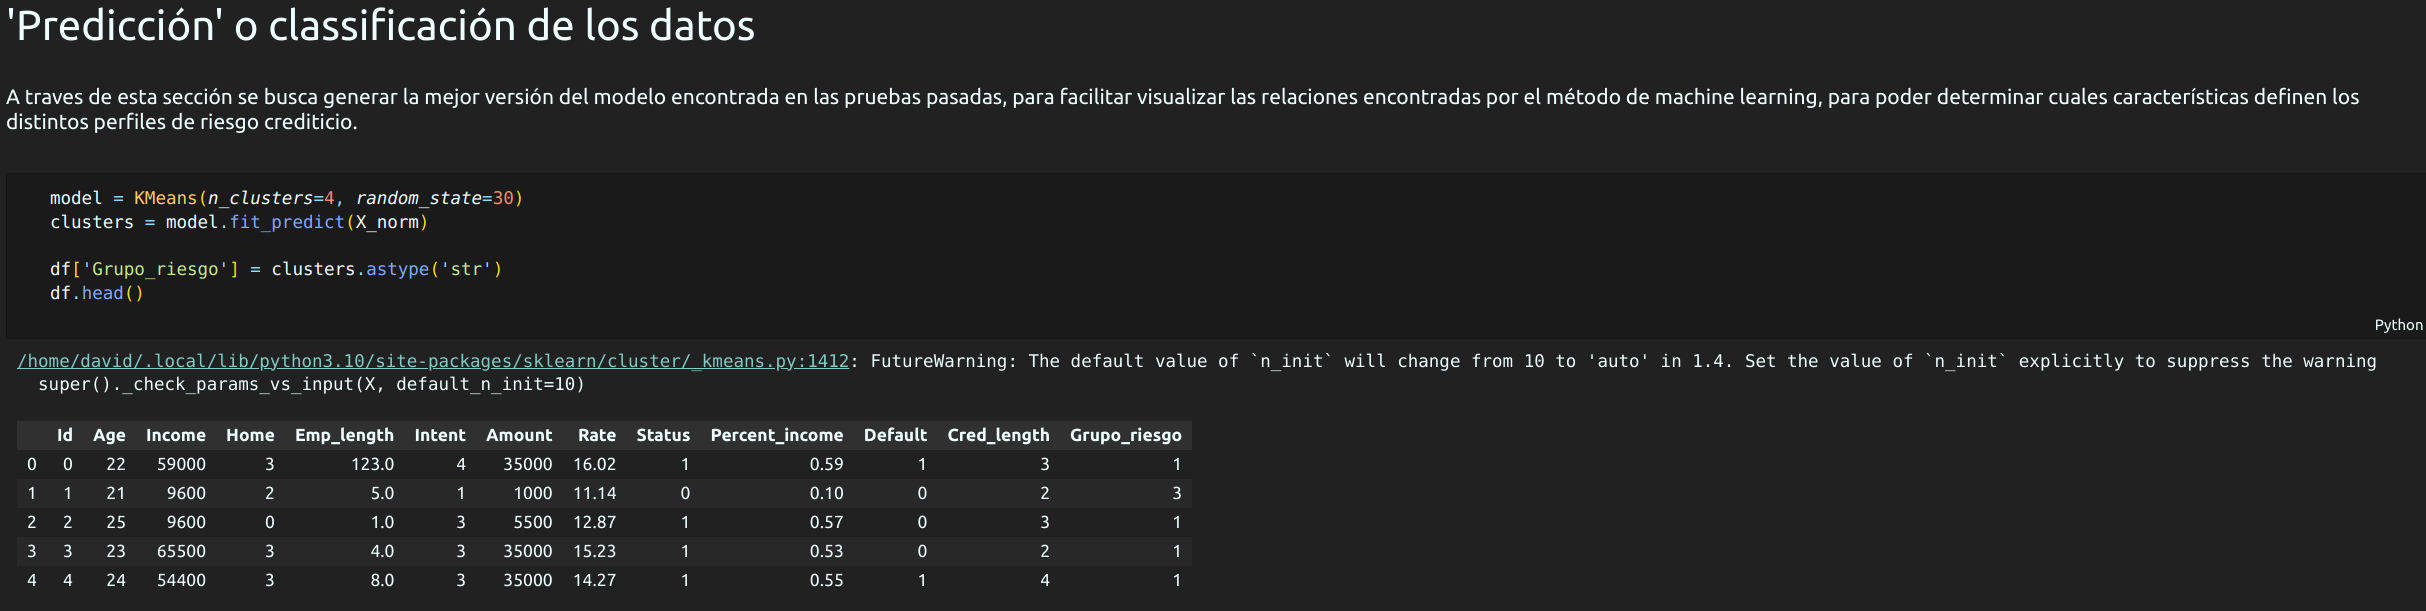 'Predicción' o classificación de los datos
A traves de esta sección se busca generar la mejor versión del modelo encontrada en las pruebas pasadas, para facilitar visualizar las relaciones encontradas por el método de machine learning, para poder determinar cuales características definen los
distintos perfiles de riesgo crediticio.
model = KMeans(n_clusters=4, random_state=30)
clusters = model.fit_predict(X_norm)
df['Grupo_riesgo'] = clusters.astype('str')
df.head()
Python
/home/david/.local/lib/python3.10/site-packages/sklearn/cluster/_kmeans.py:1412: FutureWarning: The default value of `n_init` will change from 10 to 'auto' in 1.4. Set the value of `n_init` explicitly to suppress the warning
super()._check_params_vs_input(X, default_n_init=10)
Id Age Income Home Emp_length Intent Amount Rate Status Percent_income Default Cred_length Grupo_riesgo
0 0 22 59000 3 123.0 4 35000 16.02 1 0.59 1 3 1
1 1 21 9600 2 5.0 1 1000 11.14 0 0.10 0 2 3
2 2 25 9600 0 1.0 3 5500 12.87 1 0.57 0 3 1
3 3 23 65500 3 4.0 3 35000 15.23 1 0.53 0 2 1
4 4 24 54400 3 8.0 3 35000 14.27 1 0.55 1 4 1